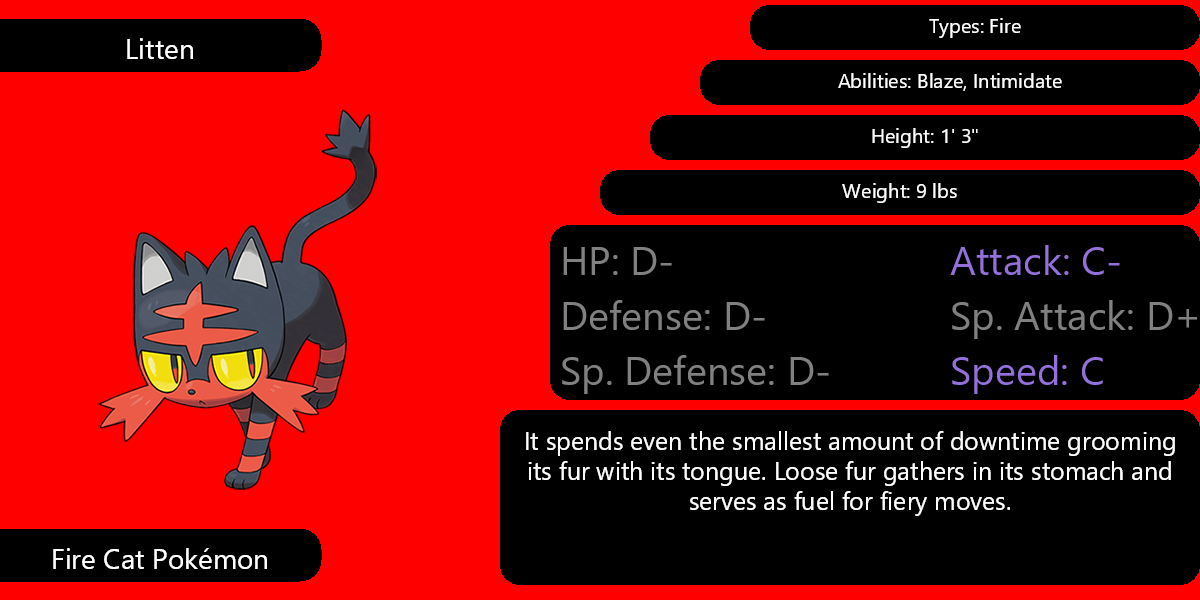 Litten
Types: Fire
Abilities: Blaze, Intimidate
Height: 1' 3"
Weight: 9 lbs
HP: D-
Attack: C-
Defense: D-
Sp. Attack: D+
Sp. Defense: D-
Speed: C
It spends even the smallest amount of downtime grooming
its fur with its tongue. Loose fur gathers in its stomach and
serves as fuel for fiery moves.
Fire Cat Pokémon